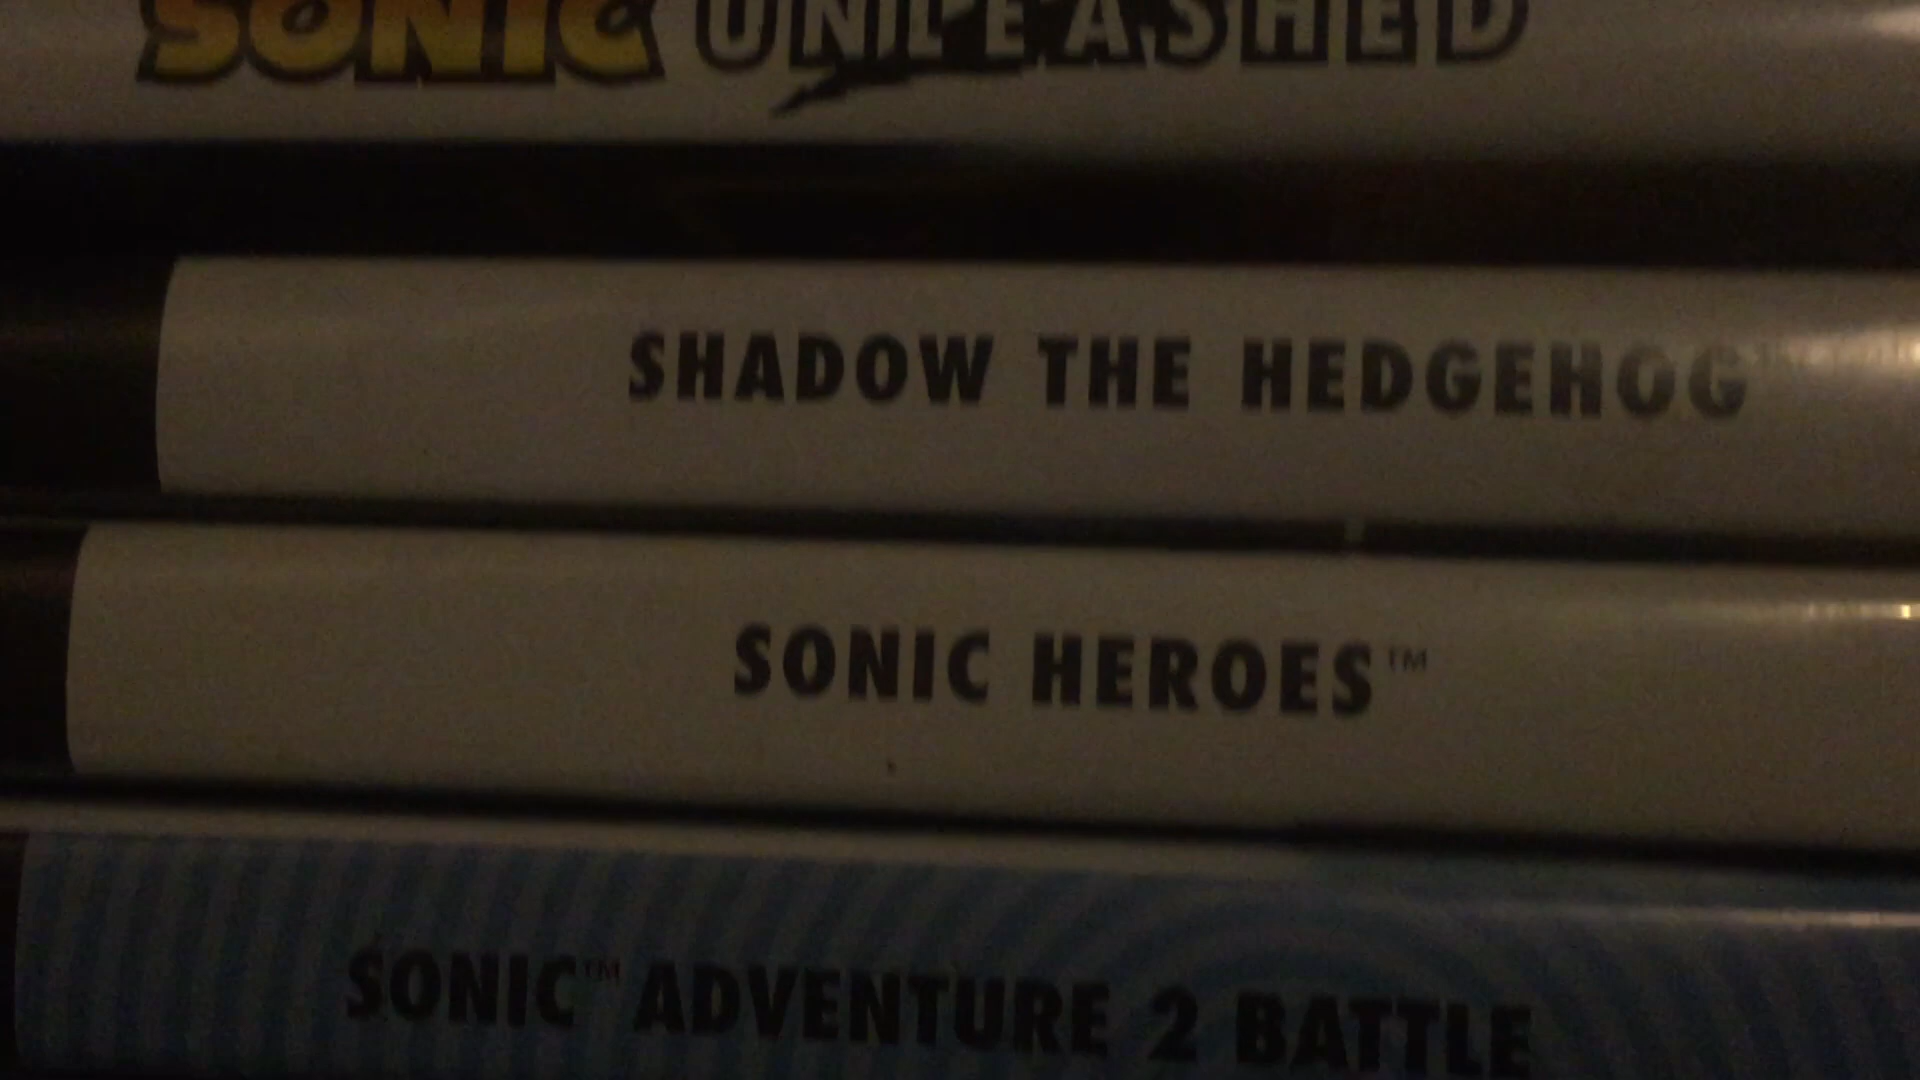 SONIC UNLEASHED
SHADOW THE HEDGEHOG
SONIC HEROES™
SONIC™ ADVENTURE 2 BATTLE